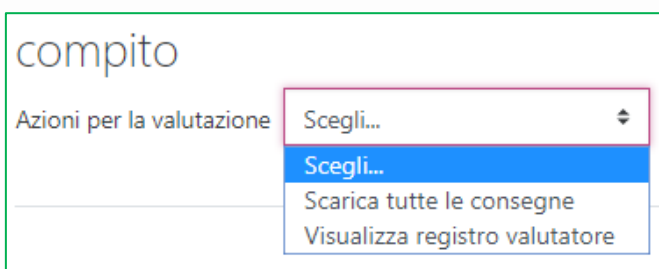 compito
Azioni per la valutazione
Scegli...
Scegli...
Scarica tutte le consegne
Visualizza registro valutatore